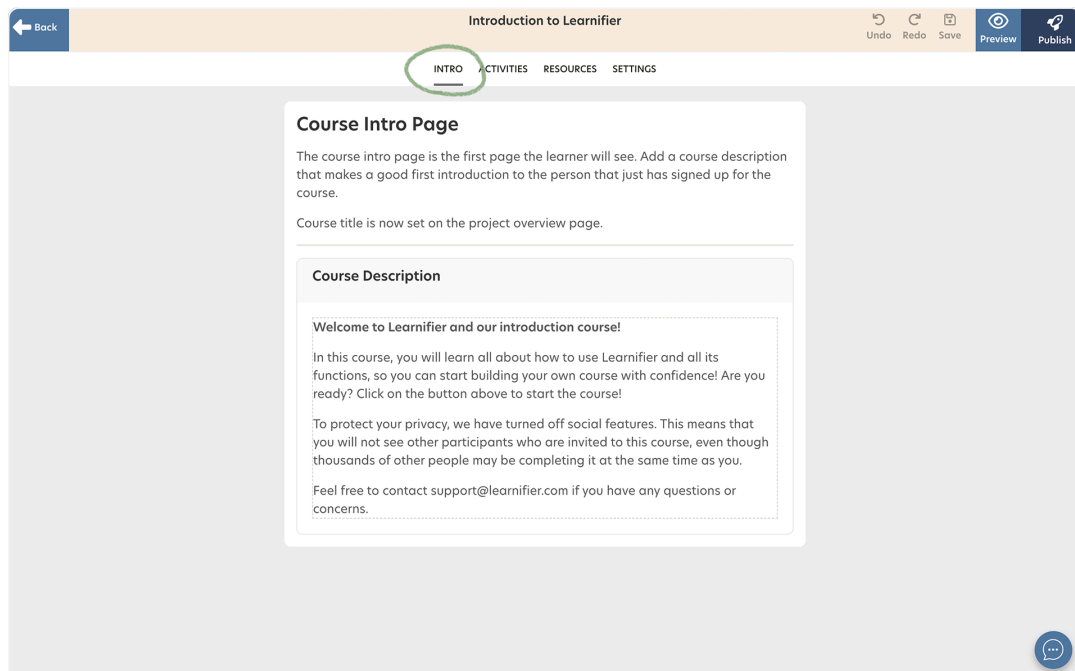 Back
Introduction to Learnifier
Undo
Redo
Save
Preview
Publish
INTRO
ACTIVITIES
RESOURCES
SETTINGS
Course Intro Page
The course intro page is the first page the learner will see. Add a course description
that makes a good first introduction to the person that just has signed up for the
course.
Course title is now set on the project overview page.
Course Description
Welcome to Learnifier and our introduction course!
In this course, you will learn all about how to use Learnifier and all its
functions, so you can start building your own course with confidence! Are you
ready? Click on the button above to start the course!
To protect your privacy, we have turned off social features. This means that
you will not see other participants who are invited to this course, even though
thousands of other people may be completing it at the same time as you.
Feel free to contact support@learnifier.com if you have any questions or
concerns.